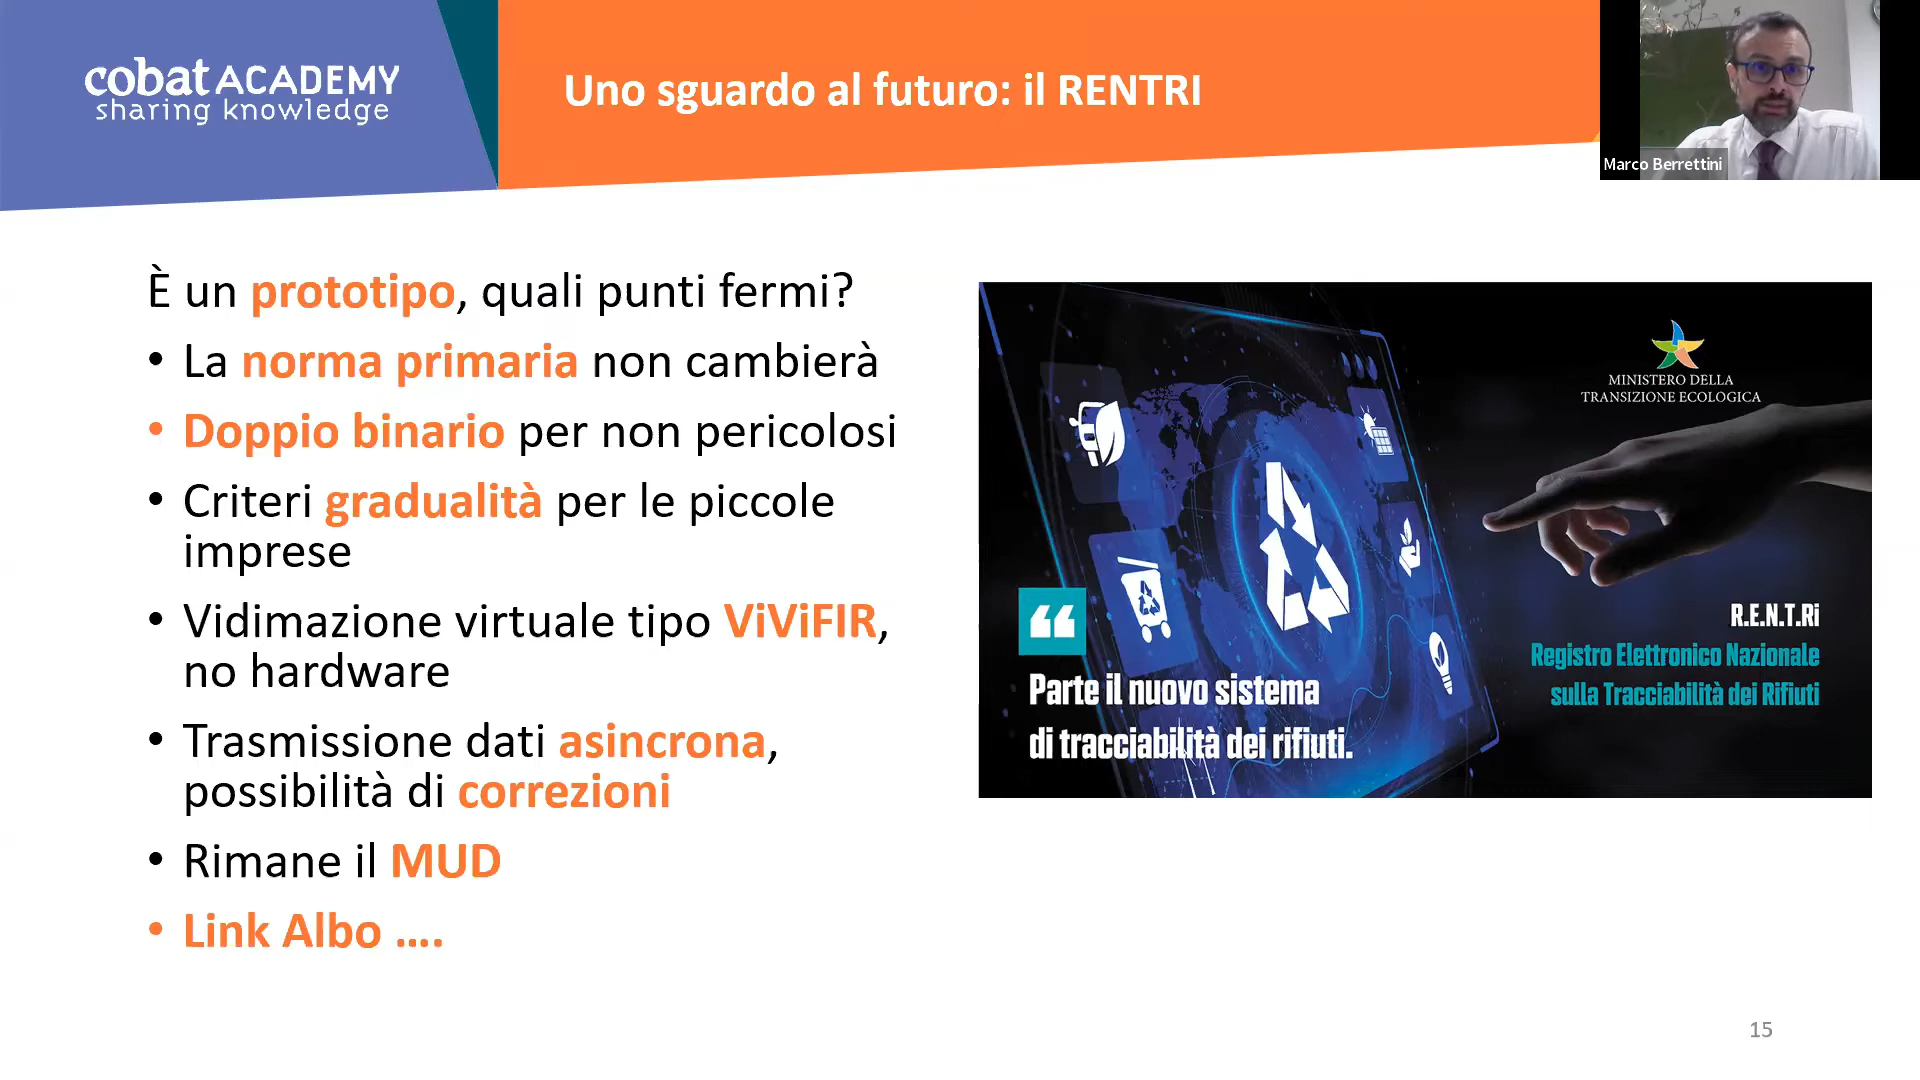 cobat ACADEMY
sharing knowledge
Uno sguardo al futuro: il RENTRI
Marco Berrettini
È un prototipo, quali punti fermi?
• La norma primaria non cambierà
• Doppio binario per non pericolosi
• Criteri gradualità per le piccole
imprese
• Vidimazione virtuale tipo ViViFIR,
no hardware
• Trasmissione dati asincrona,
possibilità di correzioni
• Rimane il MUD
• Link Albo ....
MINISTERO DELLA
TRANSIZIONE ECOLOGICA
R.E.N.T.Ri
Registro Elettronico Nazionale
sulla Tracciabilità dei Rifiuti
“
Parte il nuovo sistema
di tracciabilità dei rifiuti.
15